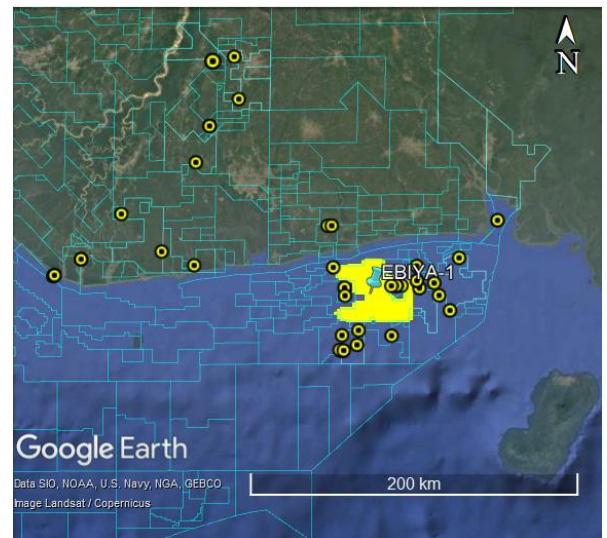 N
EBIYA-1
Google Earth
Data SIO, NOAA, U.S. Navy, NGA, GEBCO
Image Landsat / Copernicus
200 km